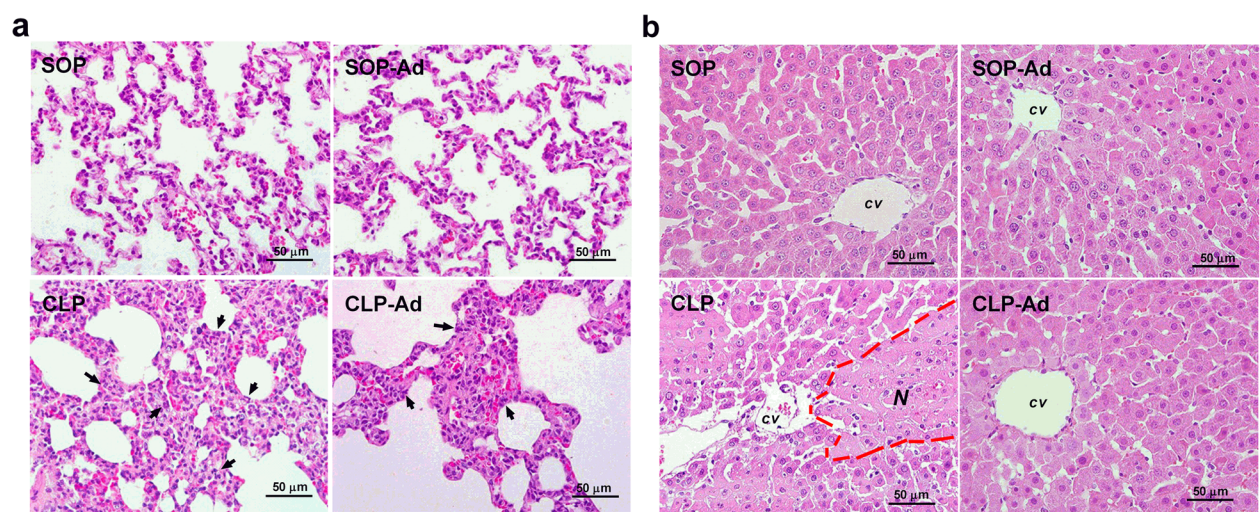 a
SOP
50 µm
SOP-Ad
50 µm
CLP
50 µm
CLP-Ad
50 µm
b
SOP
cv
50 µm
SOP-Ad
cv
50 µm
CLP
cv
N
50 µm
CLP-Ad
cv
50 µm